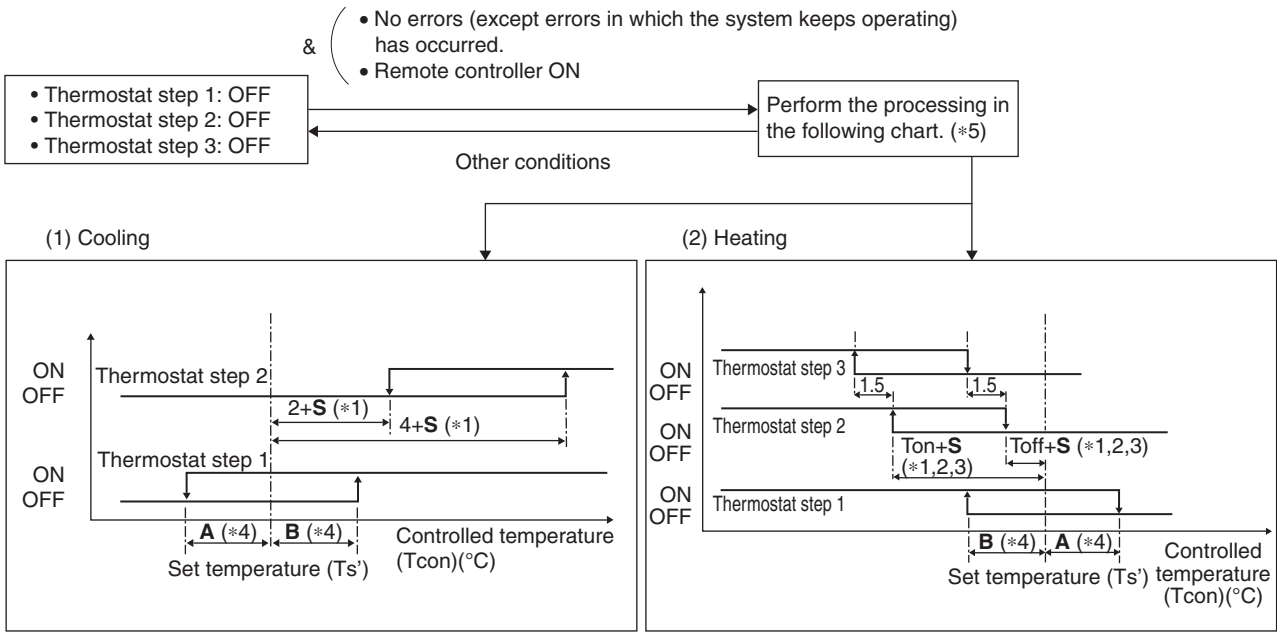 • No errors (except errors in which the system keeps operating)
has occurred.
&
• Remote controller ON
• Thermostat step 1: OFF
• Thermostat step 2: OFF
• Thermostat step 3: OFF
Perform the processing in
the following chart. (*5)
Other conditions
(1) Cooling
ON
OFF
Thermostat step 2
2+S (*1)
4+S (*1)
Thermostat step 1
ON
OFF
A (*4)
B (*4)
Controlled temperature
(Tcon)(°C)
Set temperature (Ts')
(2) Heating
ON
OFF
Thermostat step 3
1.5
1.5
ON
OFF
Thermostat step 2
Ton+S
(*1,2,3)
Toff+S (*1,2,3)
ON
OFF
Thermostat step 1
B (*4)
A (*4)
Set temperature (Ts')
Controlled
temperature
(Tcon)(°C)